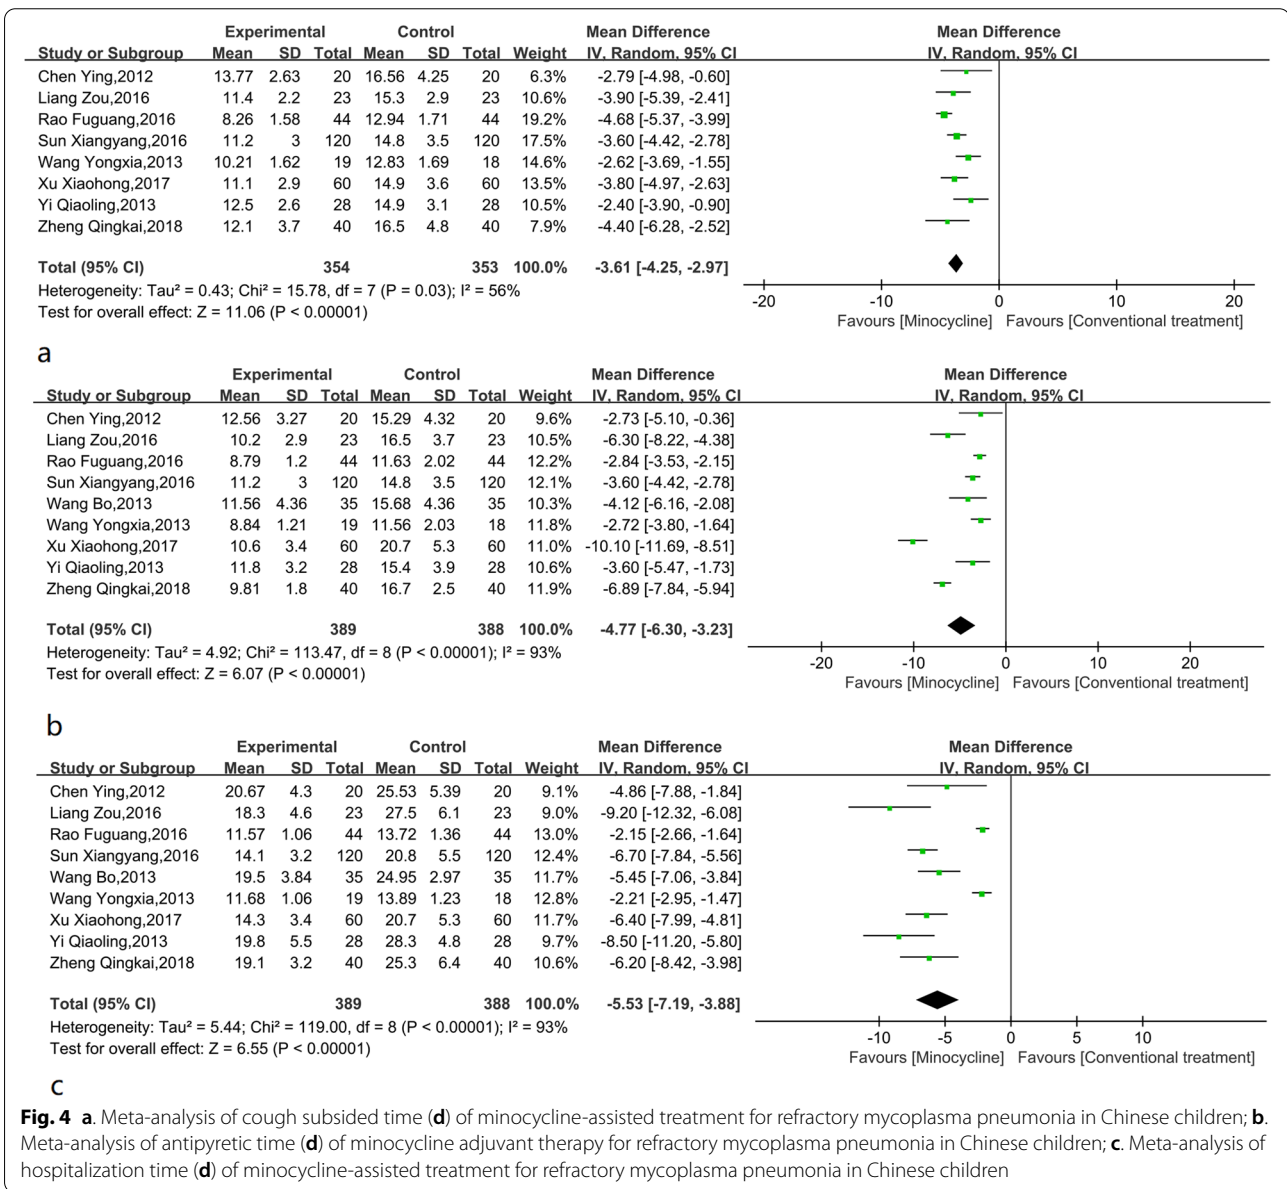 Experimental Control Mean Difference Mean Difference
Study or Subgroup Mean SD Total Mean SD Total Weight IV, Random, 95% CI IV, Random, 95% CI
Chen Ying,2012 13.77 2.63 20 16.56 4.25 20 6.3% -2.79 [-4.98, -0.60]
Liang Zou,2016 11.4 2.2 23 15.3 2.9 23 10.6% -3.90 [-5.39, -2.41]
Rao Fuguang,2016 8.26 1.58 44 12.94 1.71 44 19.2% -4.68 [-5.37, -3.99]
Sun Xiangyang,2016 11.2 3 120 14.8 3.5 120 17.5% -3.60 [-4.42, -2.78]
Wang Yongxia,2013 10.21 1.62 19 12.83 1.69 18 14.6% -2.62 [-3.69, -1.55]
Xu Xiaohong,2017 11.1 2.9 60 14.9 3.6 60 13.5% -3.80 [-4.97, -2.63]
Yi Qiaoling,2013 12.5 2.6 28 14.9 3.1 28 10.5% -2.40 [-3.90, -0.90]
Zheng Qingkai,2018 12.1 3.7 40 16.5 4.8 40 7.9% -4.40 [-6.28, -2.52]
Total (95% CI) 354 353 100.0% -3.61 [-4.25, -2.97]
Heterogeneity: Tau² = 0.43; Chi² = 15.78, df = 7 (P = 0.03); I² = 56%
Test for overall effect: Z = 11.06 (P < 0.00001)
-20 -10 0 10 20
Favours [Minocycline] Favours [Conventional treatment]
a
Experimental Control Mean Difference Mean Difference
Study or Subgroup Mean SD Total Mean SD Total Weight IV, Random, 95% CI IV, Random, 95% CI
Chen Ying,2012 12.56 3.27 20 15.29 4.32 20 9.6% -2.73 [-5.10, -0.36]
Liang Zou,2016 10.2 2.9 23 16.5 3.7 23 10.5% -6.30 [-8.22, -4.38]
Rao Fuguang,2016 8.79 1.2 44 11.63 2.02 44 12.2% -2.84 [-3.53, -2.15]
Sun Xiangyang,2016 11.2 3 120 14.8 3.5 120 12.1% -3.60 [-4.42, -2.78]
Wang Bo,2013 11.56 4.36 35 15.68 4.36 35 10.3% -4.12 [-6.16, -2.08]
Wang Yongxia,2013 8.84 1.21 19 11.56 2.03 18 11.8% -2.72 [-3.80, -1.64]
Xu Xiaohong,2017 10.6 3.4 60 20.7 5.3 60 11.0% -10.10 [-11.69, -8.51]
Yi Qiaoling,2013 11.8 3.2 28 15.4 3.9 28 10.6% -3.60 [-5.47, -1.73]
Zheng Qingkai,2018 9.81 1.8 40 16.7 2.5 40 11.9% -6.89 [-7.84, -5.94]
Total (95% CI) 389 388 100.0% -4.77 [-6.30, -3.23]
Heterogeneity: Tau² = 4.92; Chi² = 113.47, df = 8 (P < 0.00001); I² = 93%
Test for overall effect: Z = 6.07 (P < 0.00001)
-20 -10 0 10 20
Favours [Minocycline] Favours [Conventional treatment]
b
Experimental Control Mean Difference Mean Difference
Study or Subgroup Mean SD Total Mean SD Total Weight IV, Random, 95% CI IV, Random, 95% CI
Chen Ying,2012 20.67 4.3 20 25.53 5.39 20 9.1% -4.86 [-7.88, -1.84]
Liang Zou,2016 18.3 4.6 23 27.5 6.1 23 9.0% -9.20 [-12.32, -6.08]
Rao Fuguang,2016 11.57 1.06 44 13.72 1.36 44 13.0% -2.15 [-2.66, -1.64]
Sun Xiangyang,2016 14.1 3.2 120 20.8 5.5 120 12.4% -6.70 [-7.84, -5.56]
Wang Bo,2013 19.5 3.84 35 24.95 2.97 35 11.7% -5.45 [-7.06, -3.84]
Wang Yongxia,2013 11.68 1.06 19 13.89 1.23 18 12.8% -2.21 [-2.95, -1.47]
Xu Xiaohong,2017 14.3 3.4 60 20.7 5.3 60 11.7% -6.40 [-7.99, -4.81]
Yi Qiaoling,2013 19.8 5.5 28 28.3 4.8 28 9.7% -8.50 [-11.20, -5.80]
Zheng Qingkai,2018 19.1 3.2 40 25.3 6.4 40 10.6% -6.20 [-8.42, -3.98]
Total (95% CI) 389 388 100.0% -5.53 [-7.19, -3.88]
Heterogeneity: Tau² = 5.44; Chi² = 119.00, df = 8 (P < 0.00001); I² = 93%
Test for overall effect: Z = 6.55 (P < 0.00001)
-10 -5 0 5 10
Favours [Minocycline] Favours [Conventional treatment]
c
Fig. 4 a. Meta-analysis of cough subsided time (d) of minocycline-assisted treatment for refractory mycoplasma pneumonia in Chinese children; b.
Meta-analysis of antipyretic time (d) of minocycline adjuvant therapy for refractory mycoplasma pneumonia in Chinese children; c. Meta-analysis of
hospitalization time (d) of minocycline-assisted treatment for refractory mycoplasma pneumonia in Chinese children